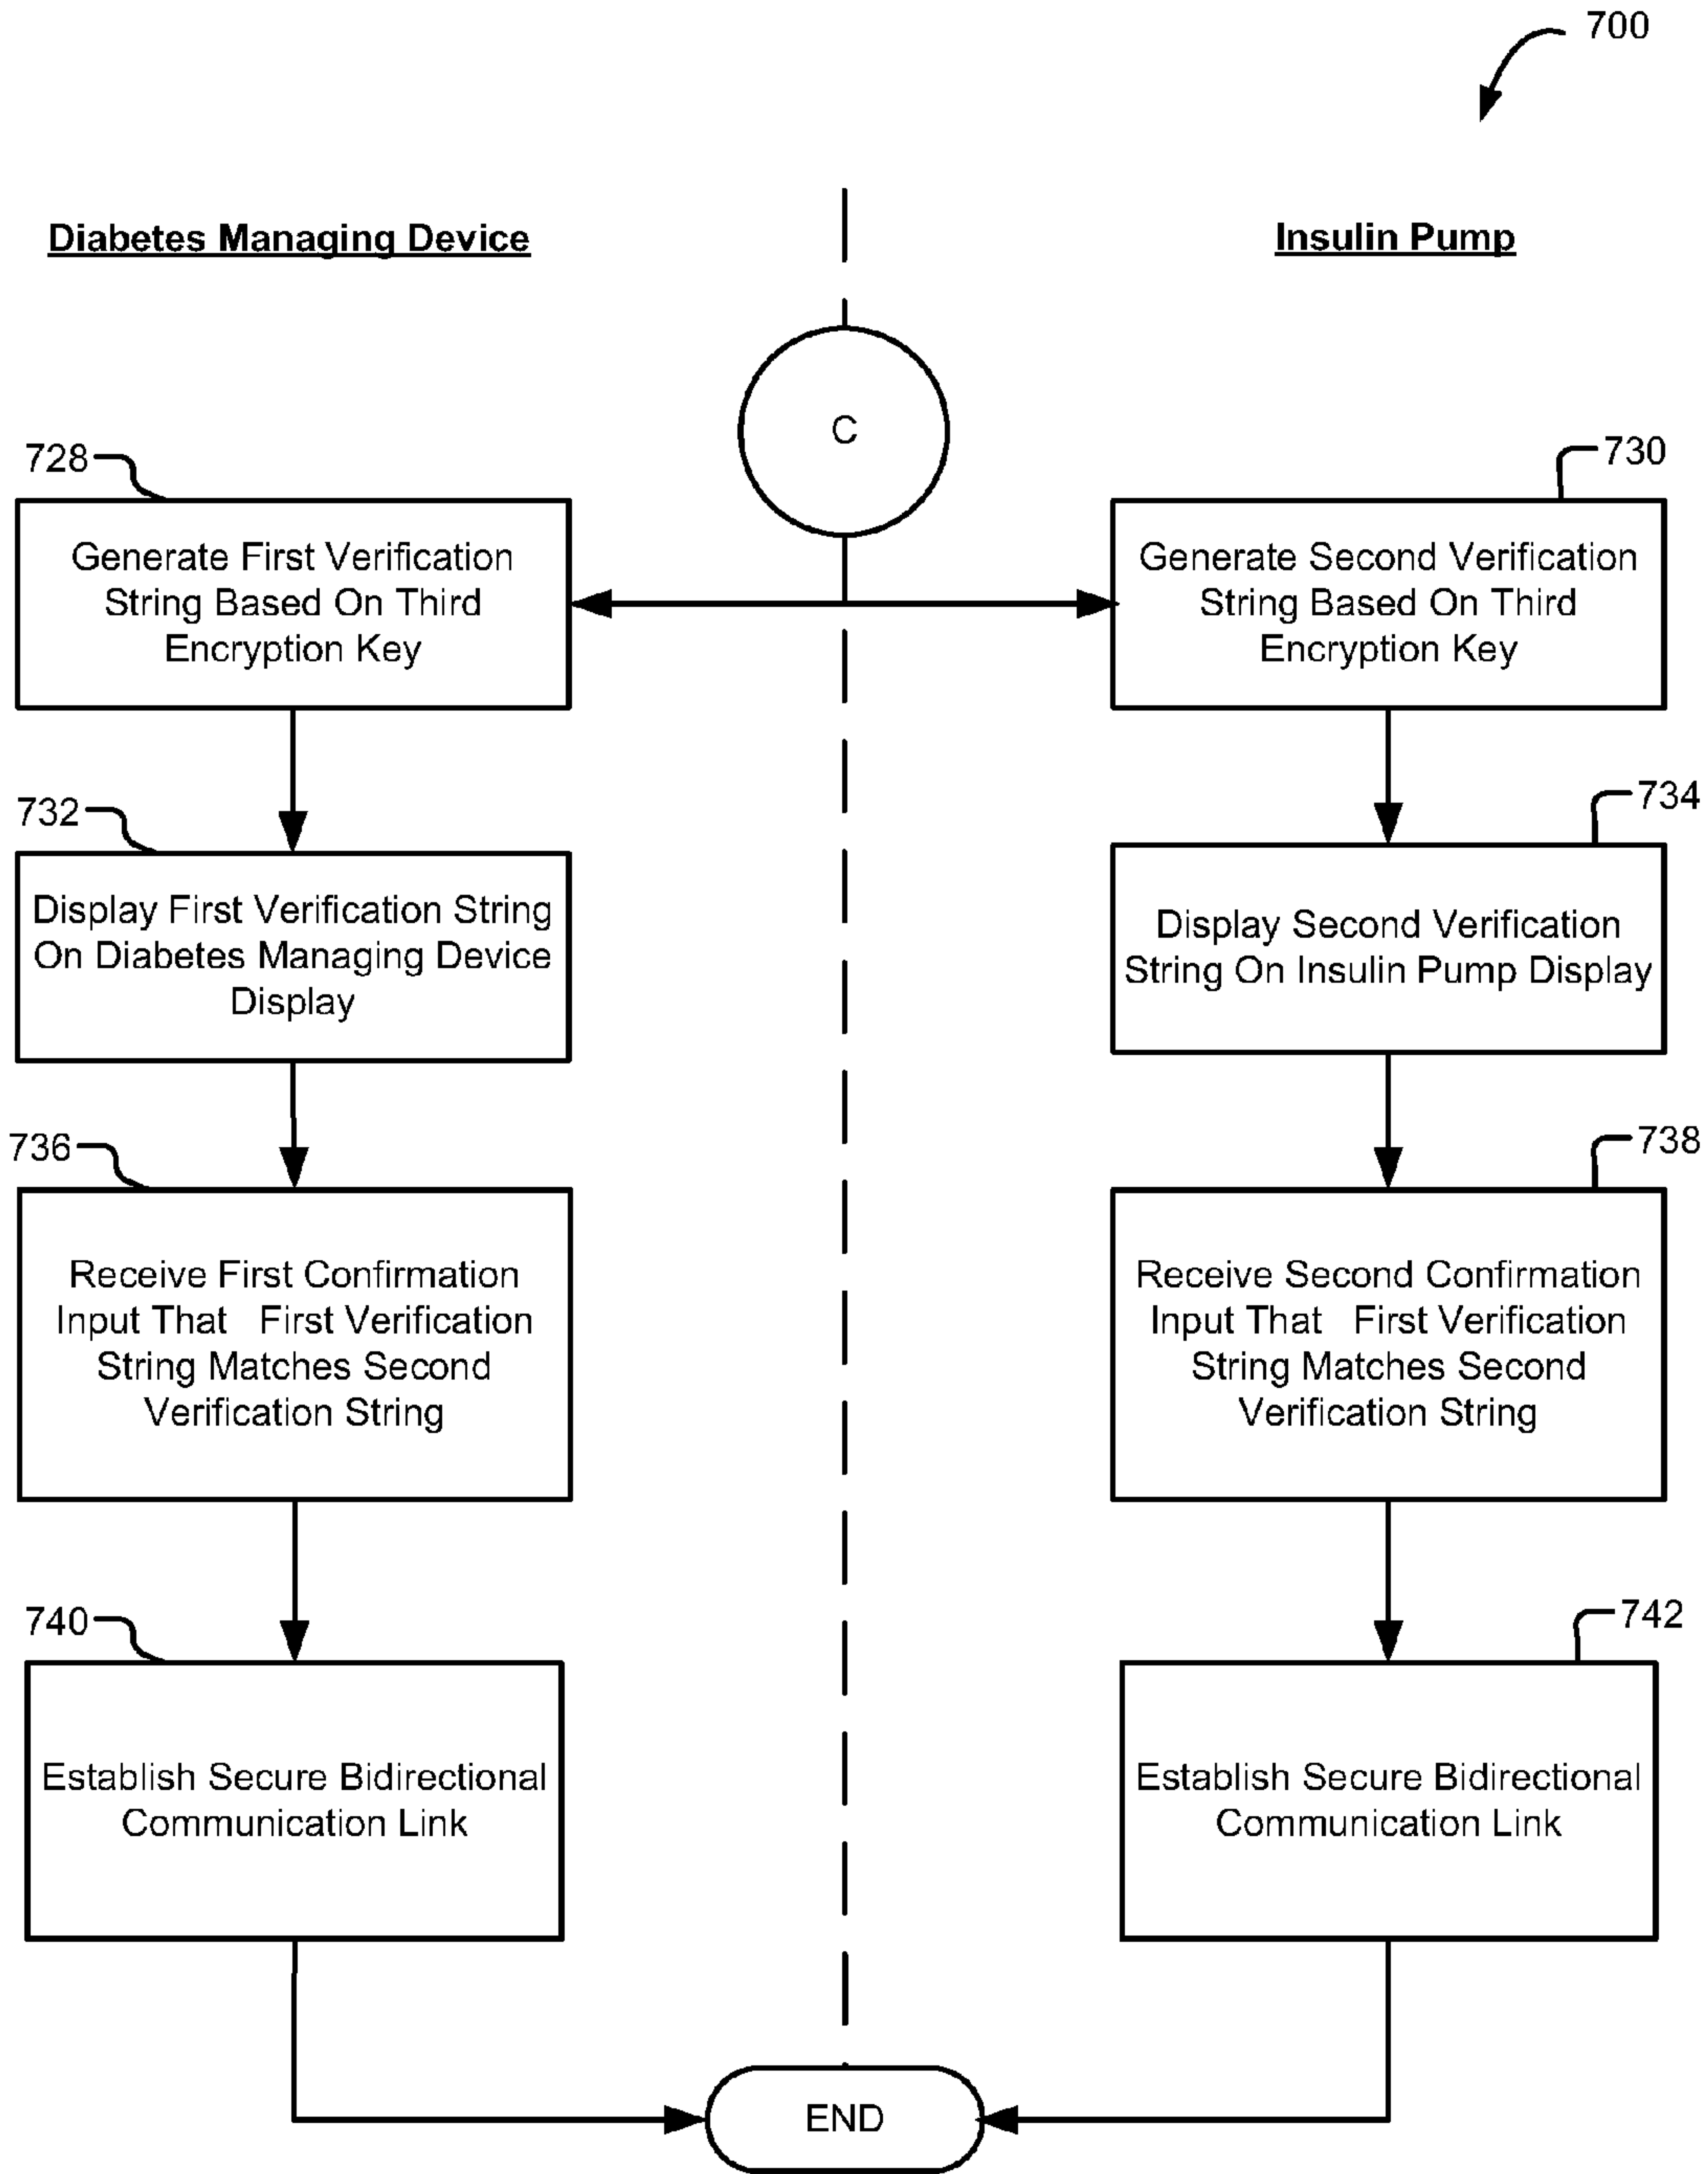 700
Diabetes Managing Device
Insulin Pump
C
728
Generate First Verification
String Based On Third
Encryption Key
730
Generate Second Verification
String Based On Third
Encryption Key
732
Display First Verification String
On Diabetes Managing Device
Display
734
Display Second Verification
String On Insulin Pump Display
736
Receive First Confirmation
Input That First Verification
String Matches Second
Verification String
738
Receive Second Confirmation
Input That First Verification
String Matches Second
Verification String
740
Establish Secure Bidirectional
Communication Link
742
Establish Secure Bidirectional
Communication Link
END